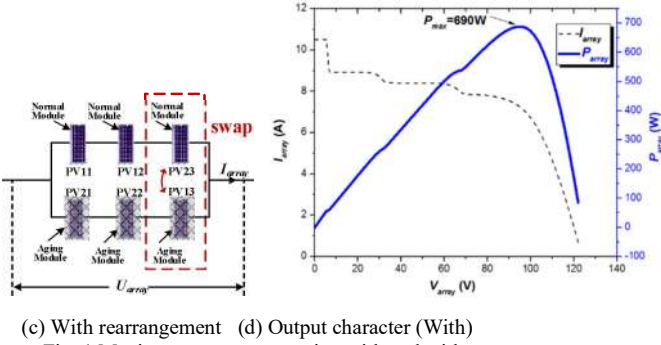 Normal
Module
Normal
Module
Normal
Module
swap
PV11
PV12
PV23
I_array
PV21
PV22
PV13
Aging
Module
Aging
Module
Aging
Module
U_array
P_max=690W
I_array
P_array
12
10
8
6
4
2
0
I_array (A)
700
600
500
400
300
200
100
0
-100
P_array (W)
0 20 40 60 80 100 120 140
V_array (V)
(c) With rearrangement (d) Output character (With)